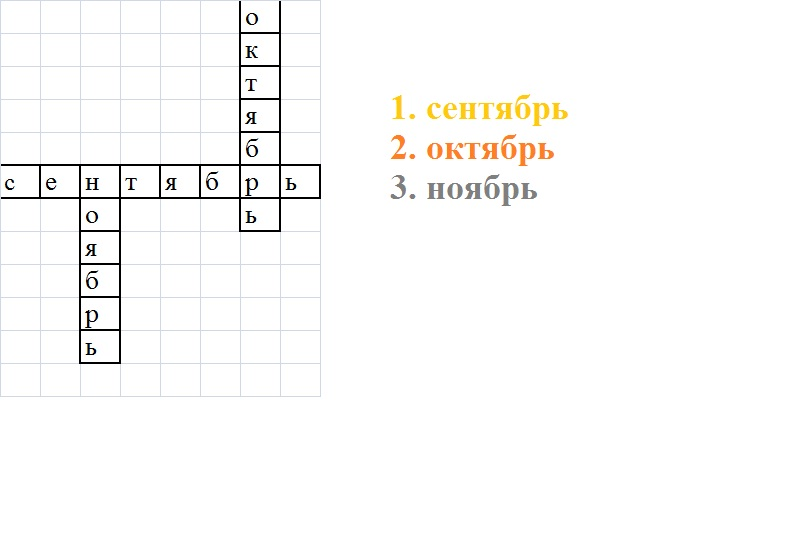 о
к
т
я
б
с е н т я б р ь
о ь
я
б
р
ь
1. сентябрь
2. октябрь
3. ноябрь